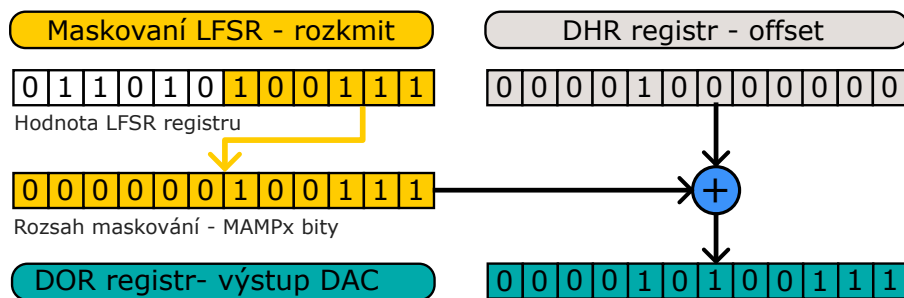 Maskovaní LFSR - rozkmit
DHR registr - offset
0 1 1 0 1 0 1 0 0 1 1 1
0 0 0 0 1 0 0 0 0 0 0 0
Hodnota LFSR registru
0 0 0 0 0 0 1 0 0 1 1 1
+
Rozsah maskování - MAMPx bity
DOR registr- výstup DAC
0 0 0 0 1 0 1 0 0 1 1 1